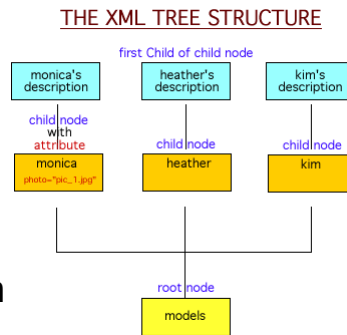 THE XML TREE STRUCTURE
first Child of child node
monica's
description
heather's
description
kim's
description
child node
with
attribute
child node
child node
monica
photo="pic_1.jpg"
heather
kim
root node
models